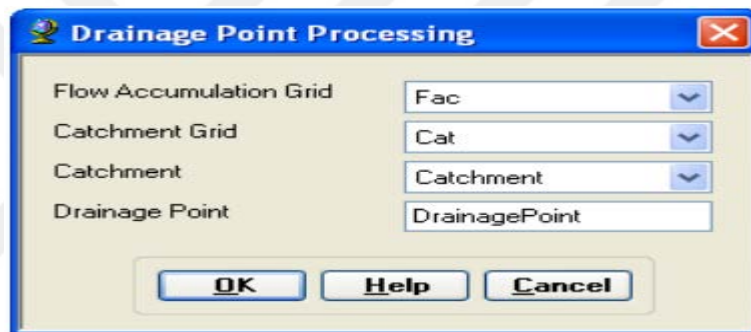 Drainage Point Processing
Flow Accumulation Grid Fac
Catchment Grid Cat
Catchment Catchment
Drainage Point DrainagePoint
OK Help Cancel